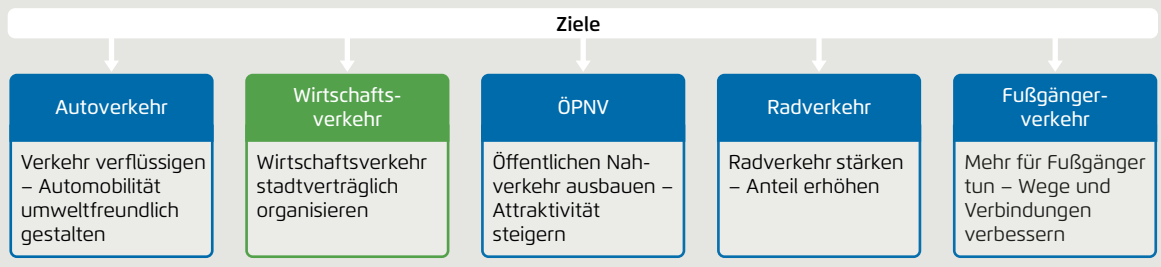 Ziele
Autoverkehr
Verkehr verflüssigen
– Automobilität
umweltfreundlich
gestalten
Wirtschafts-
verkehr
Wirtschaftsverkehr
stadtverträglich
organisieren
ÖPNV
Öffentlichen Nah-
verkehr ausbauen –
Attraktivität
steigern
Radverkehr
Radverkehr stärken
– Anteil erhöhen
Fußgänger-
verkehr
Mehr für Fußgänger
tun – Wege und
Verbindungen
verbessern